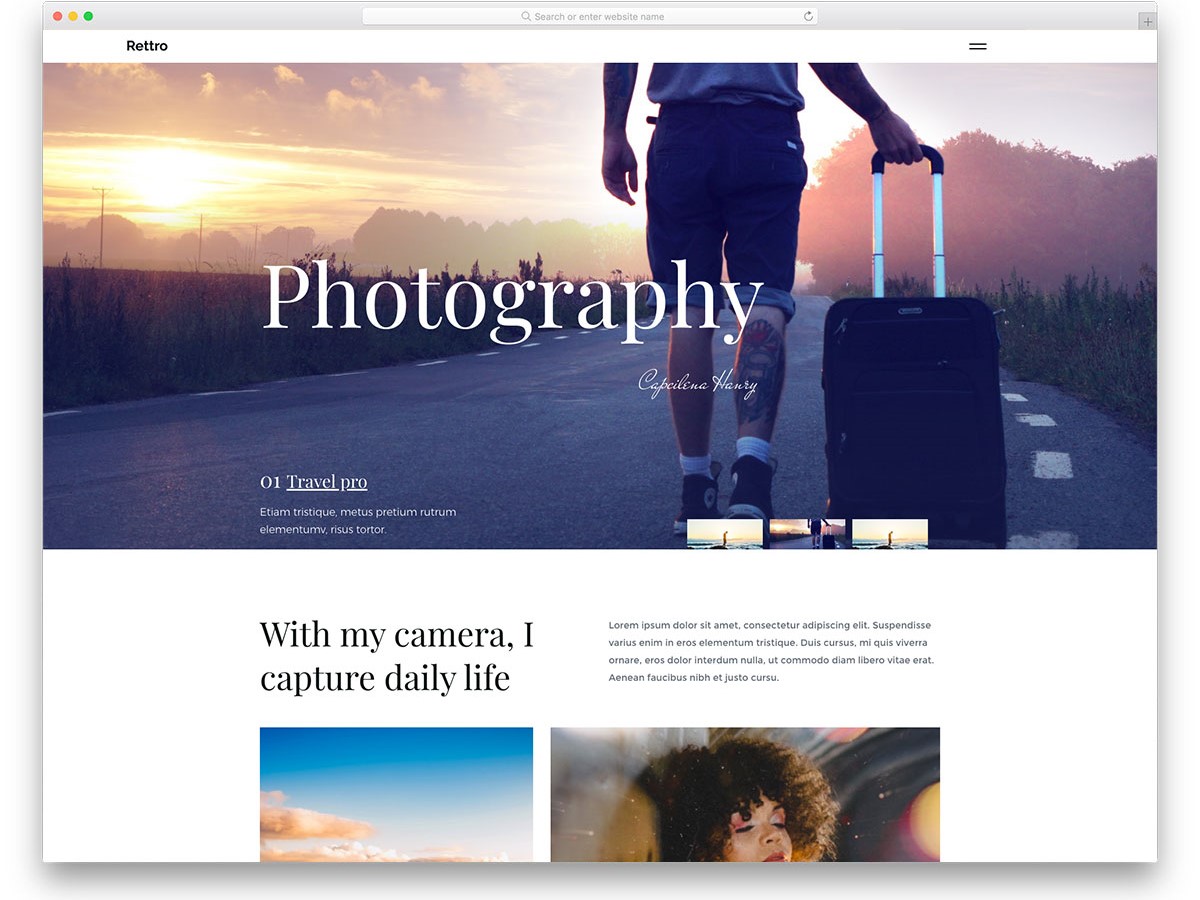 Search or enter website name
Rettro
Photography
Capcilena Hanry
01 Travel pro
Etiam tristique, metus pretium rutrum
elementumv, risus tortor.
With my camera, I
capture daily life
Lorem ipsum dolor sit amet, consectetur adipiscing elit. Suspendisse
varius enim in eros elementum tristique. Duis cursus, mi quis viverra
ornare, eros dolor interdum nulla, ut commodo diam libero vitae erat.
Aenean faucibus nibh et justo cursu.